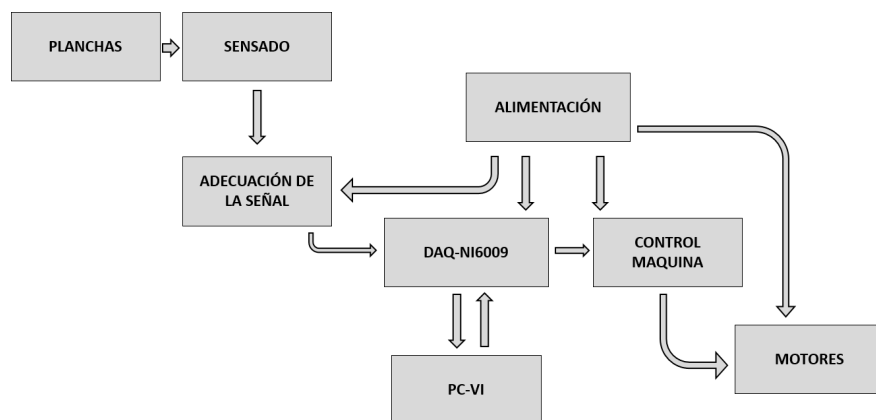 PLANCHAS
SENSADO
ALIMENTACIÓN
ADECUACIÓN DE
LA SEÑAL
DAQ-NI6009
CONTROL
MAQUINA
MOTORES
PC-VI